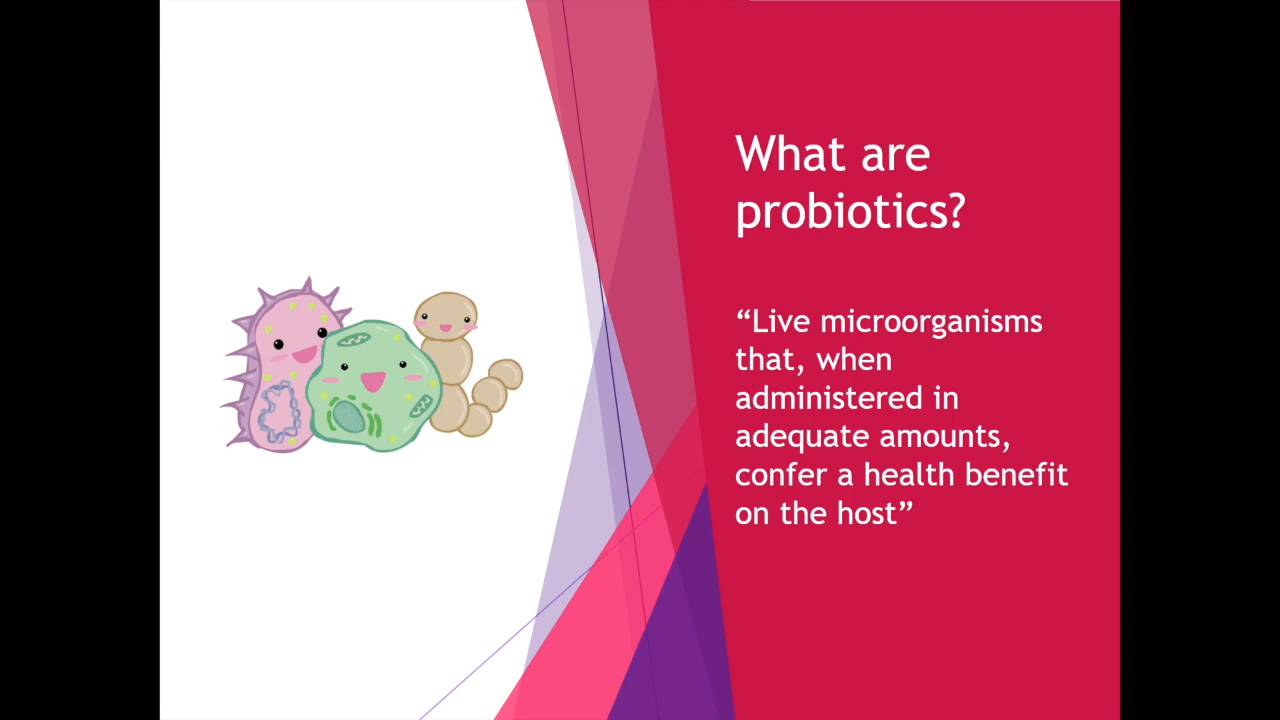 What are
probiotics?
“Live microorganisms
that, when
administered in
adequate amounts,
confer a health benefit
on the host”